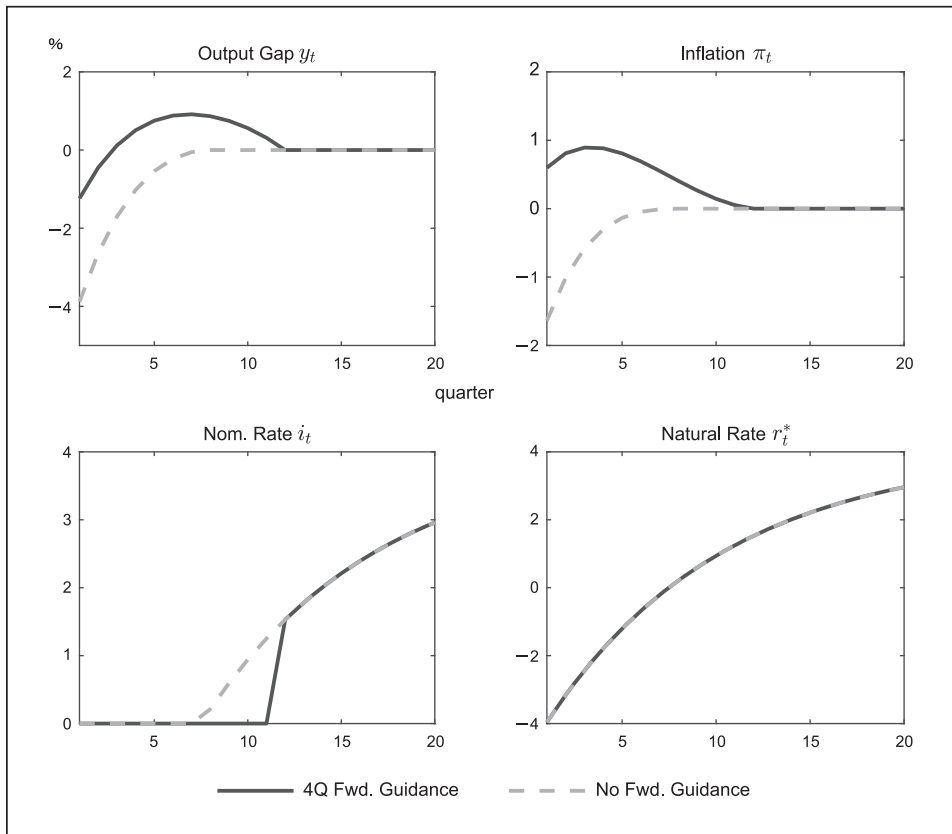 %
Output Gap y_t
2
0
−2
−4
5 10 15 20
Inflation π_t
2
1
0
−1
−2
5 10 15 20
quarter
Nom. Rate i_t
4
3
2
1
0
5 10 15 20
Natural Rate r_t^*
4
2
0
−2
−4
5 10 15 20
4Q Fwd. Guidance No Fwd. Guidance